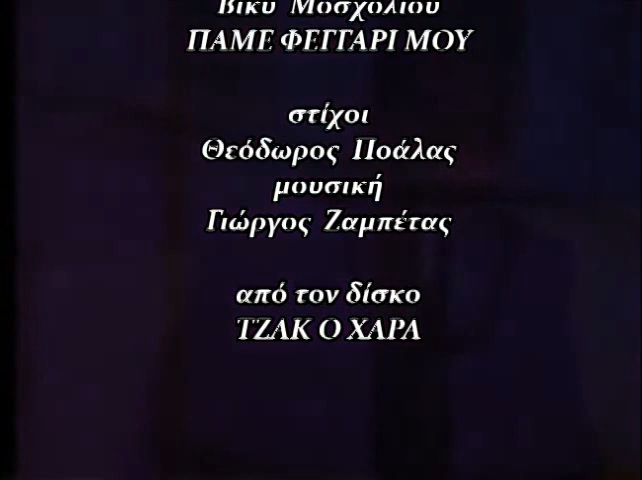 Βίκυ Μοσχολιού
ΠΑΜΕ ΦΕΓΓΑΡΙ ΜΟΥ
στίχοι
Θεόδωρος Ποάλας
μουσική
Γιώργος Ζαμπέτας
από τον δίσκο
ΤΖΑΚ Ο ΧΑΡΑ